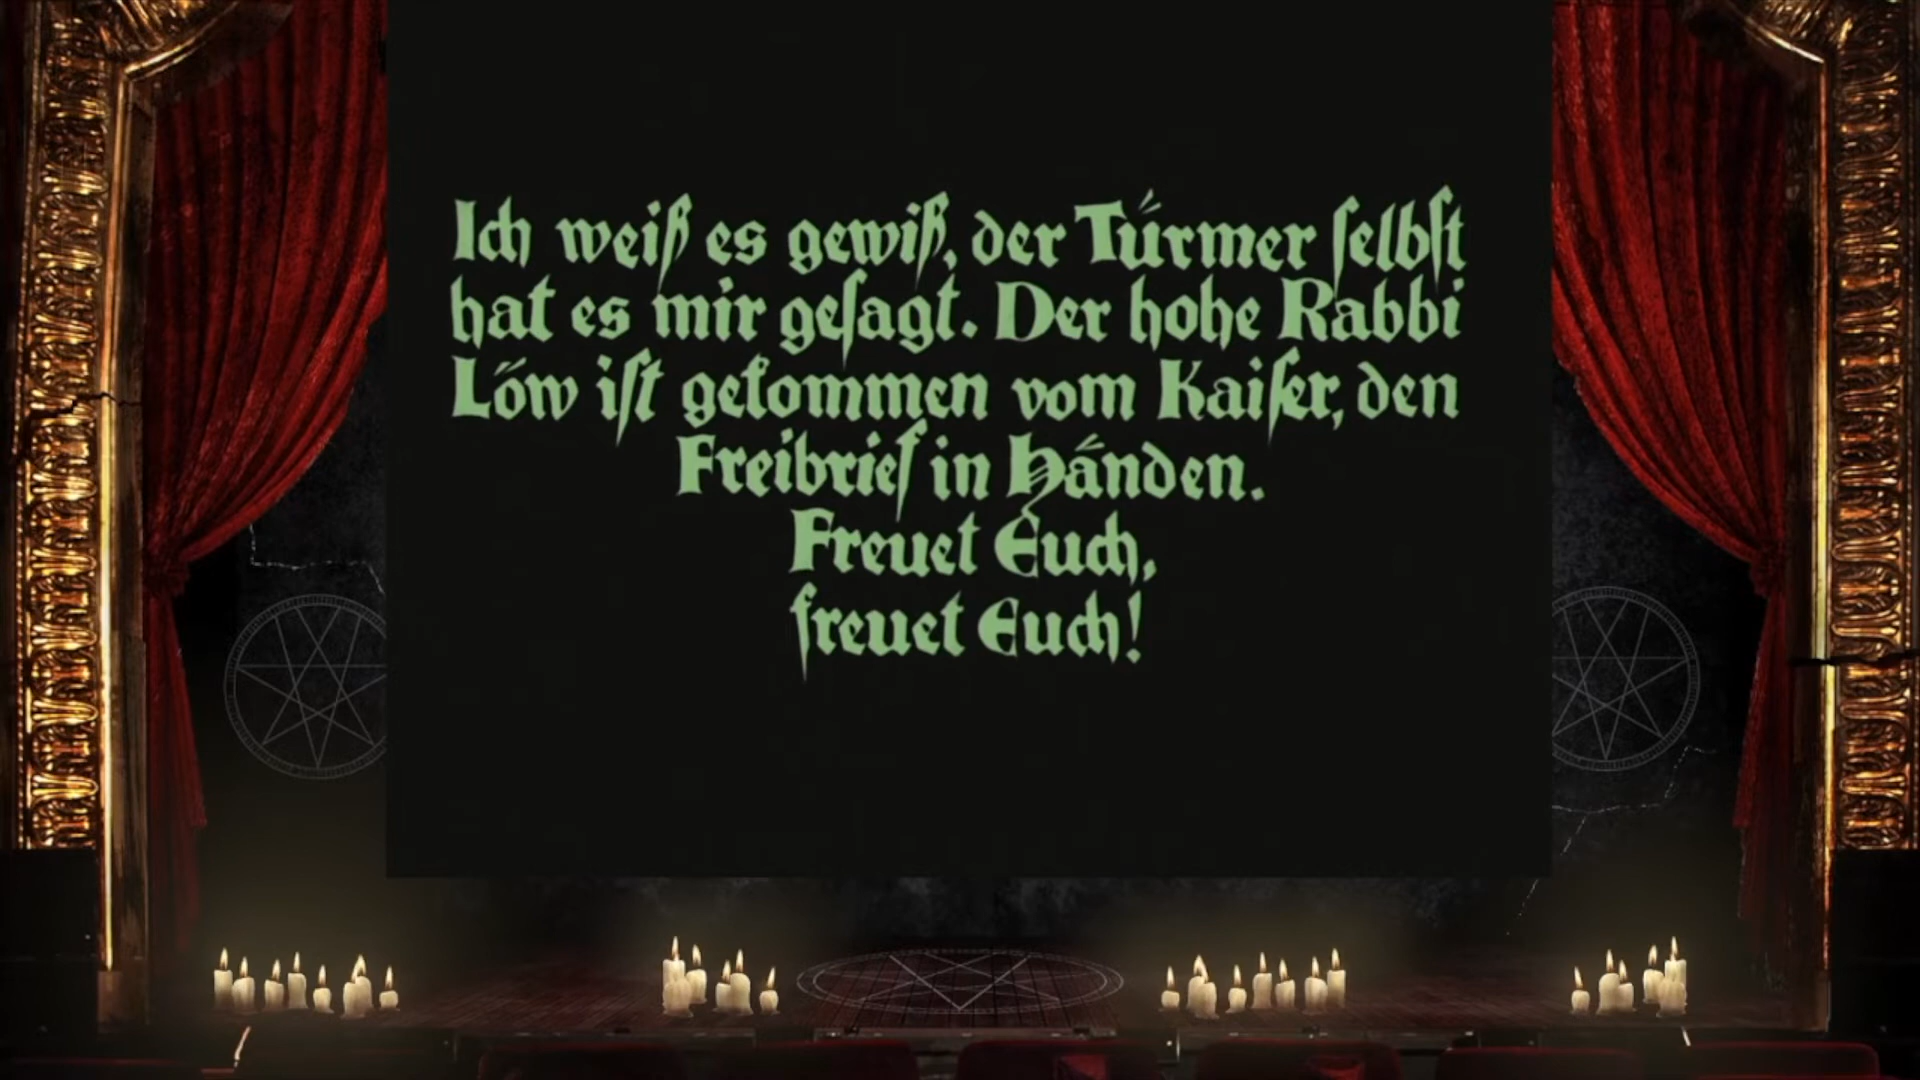 Ich weiß es gewiß, der Türmer ſelbſt
hat es mir geſagt. Der hohe Rabbi
Löw iſt gekommen vom Kaiſer, den
Freibrief in Händen.
Freuet Euch,
freuet Euch!